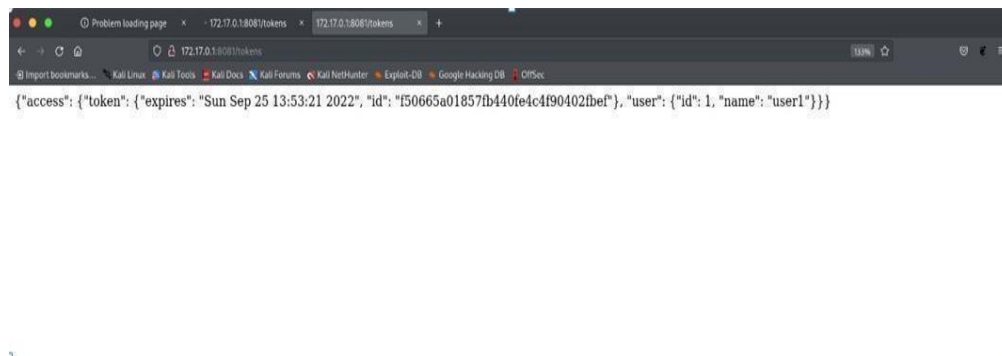 Problem loading page × 172.17.0.1:8081/tokens × 172.17.0.1:8081/tokens × +
172.17.0.1:8081/tokens 133%
Import bookmarks... Kali Linux Kali Tools Kali Docs Kali Forums Kali NetHunter Exploit-DB Google Hacking DB OffSec
{"access": {"token": {"expires": "Sun Sep 25 13:53:21 2022", "id": "f50665a01857fb440fe4c4f90402fbef"}, "user": {"id": 1, "name": "user1"}}}